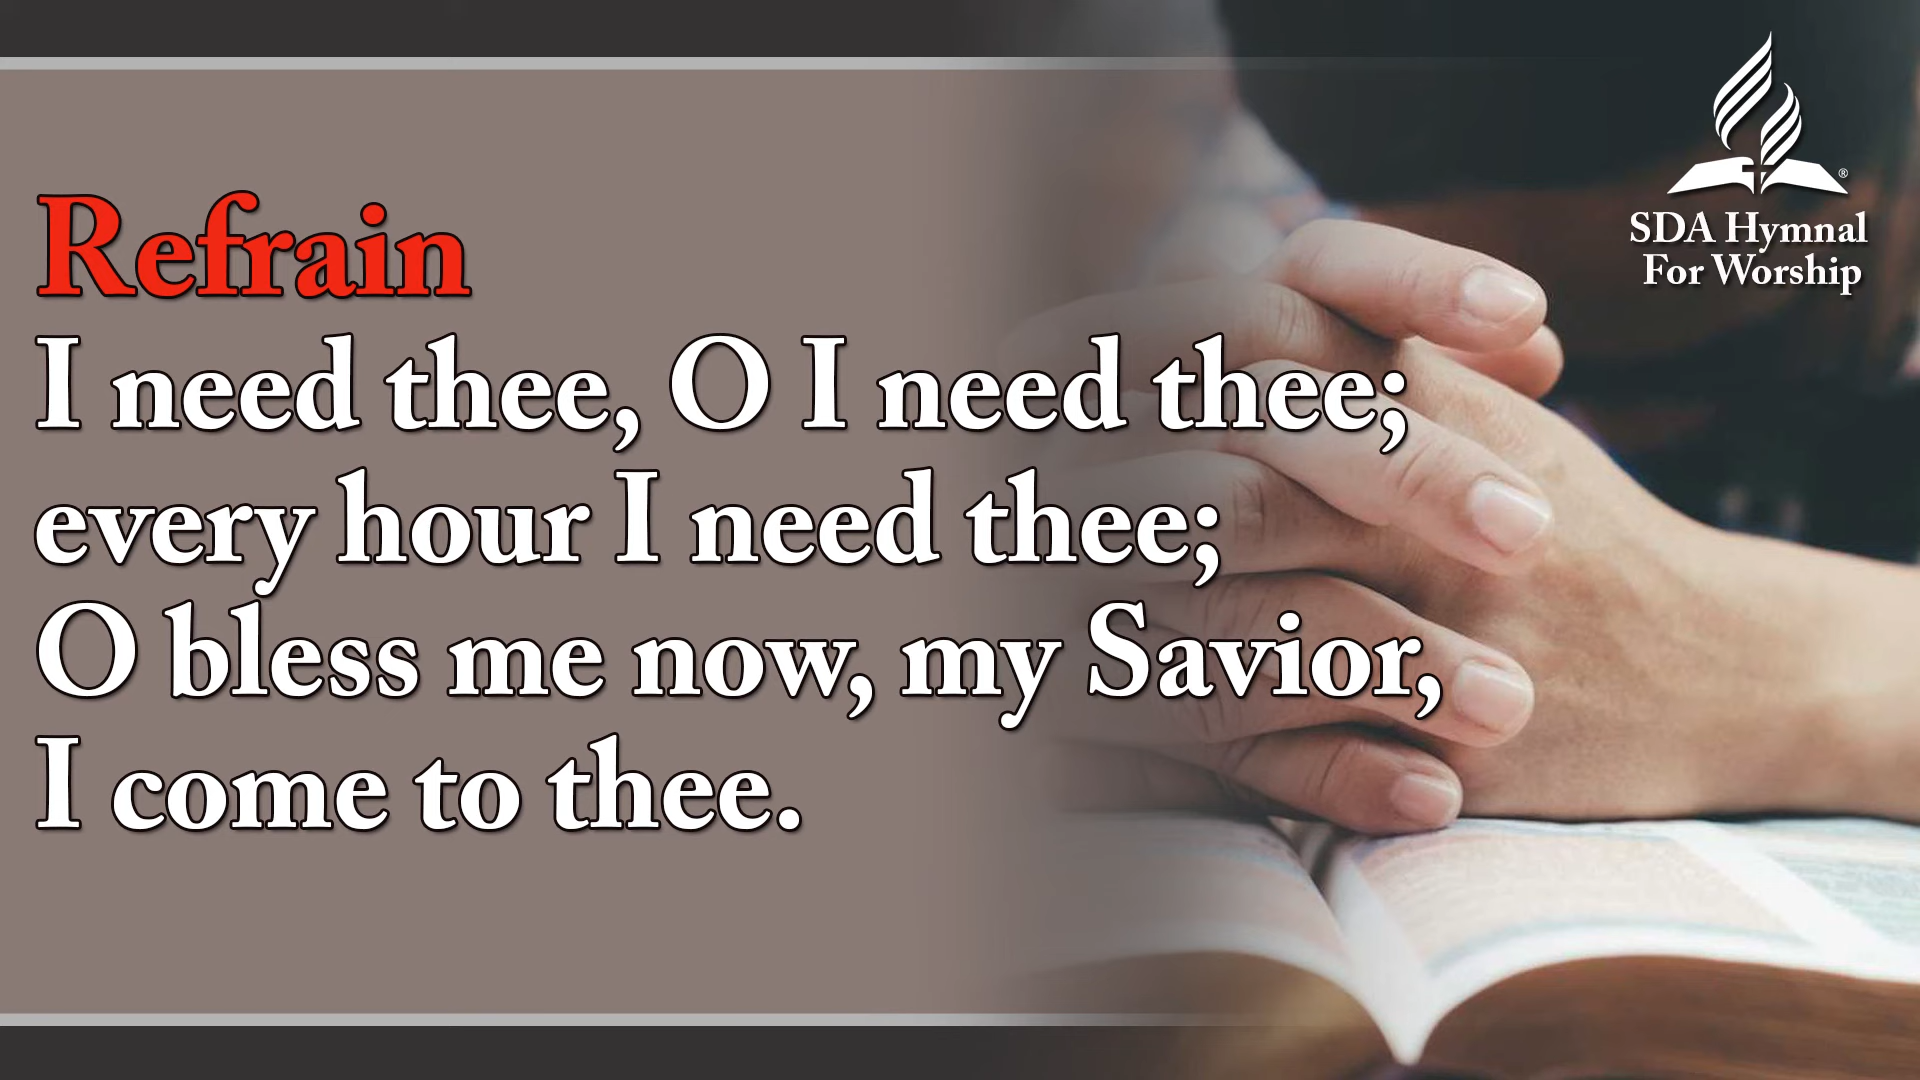 Refrain
I need thee, O I need thee;
every hour I need thee;
O bless me now, my Savior,
I come to thee.
®
SDA Hymnal
For Worship